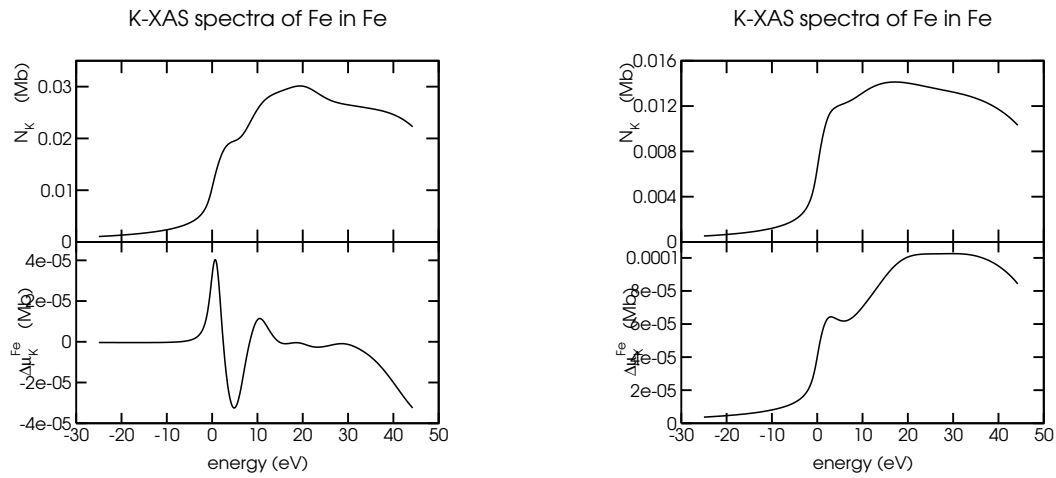 K-XAS spectra of Fe in Fe
N_K (Mb)
0.03
0.02
0.01
0
Δμ_K^Fe (Mb)
4e-05
2e-05
0
-2e-05
-4e-05
-30 -20 -10 0 10 20 30 40 50
energy (eV)
K-XAS spectra of Fe in Fe
N_K (Mb)
0.016
0.012
0.008
0.004
0
Δμ_K^Fe (Mb)
0.0001
8e-05
6e-05
4e-05
2e-05
0
-30 -20 -10 0 10 20 30 40 50
energy (eV)